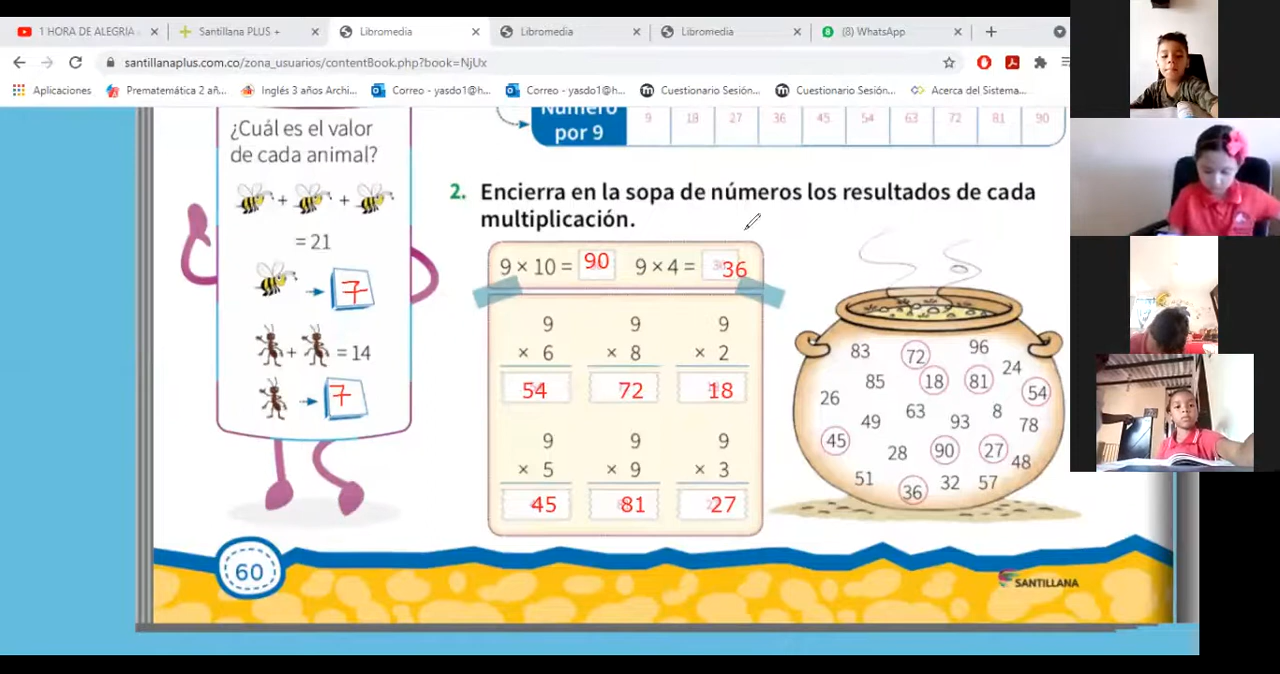 1 HORA DE ALEGRIA
Santillana PLUS +
Libromedia
Libromedia
Libromedia
(8) WhatsApp
santillanaplus.com.co/zona_usuarios/contentBook.php?book=NjUx
Aplicaciones
Prematemática 2 añ...
Inglés 3 años Archi...
Correo - yasdo1@h...
Correo - yasdo1@h...
Cuestionario Sesión...
Cuestionario Sesión...
Acerca del Sistema...
¿Cuál es el valor
de cada animal?
+ +
= 21
7
+ = 14
7
Número
por 9
9 18 27 36 45 54 63 72 81 90
2. Encierra en la sopa de números los resultados de cada
multiplicación.
9 × 10 = 90 9 × 4 = 36
9 9 9
× 6 × 8 × 2
54 72 18
9 9 9
× 5 × 9 × 3
45 81 27
83 72 96
24
85 18 81 54
26
63 8
49 93 78
45
28 90 27
48
51 32 57
36
60
SANTILLANA